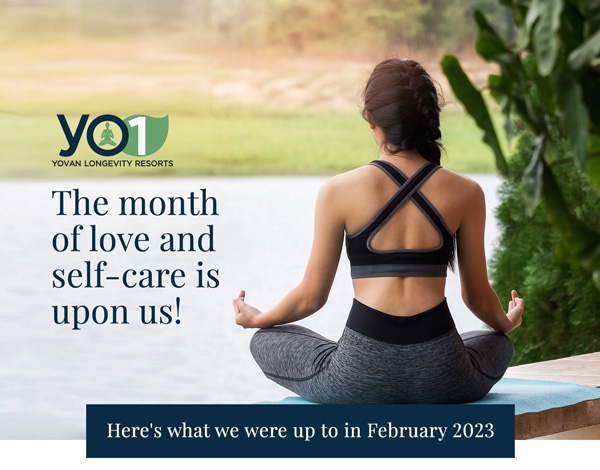 yo1
YOVAN LONGEVITY RESORTS
The month
of love and
self-care is
upon us!
Here's what we were up to in February 2023